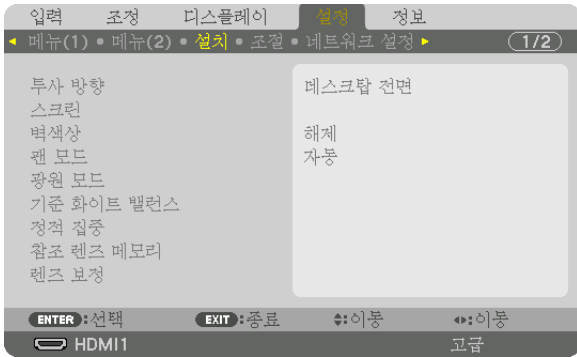 입력 조정 디스플레이 설정 정보
◂ 메뉴(1) ● 메뉴(2) ● 설치 ● 조절 ● 네트워크 설정 ▸ (1/2)
투사 방향 데스크탑 전면
스크린
벽색상 해제
팬 모드 자동
광원 모드
기준 화이트 밸런스
정적 집중
참조 렌즈 메모리
렌즈 보정
ENTER:선택 EXIT:종료 ◆:이동 ◂▸:이동
HDMI1 고급